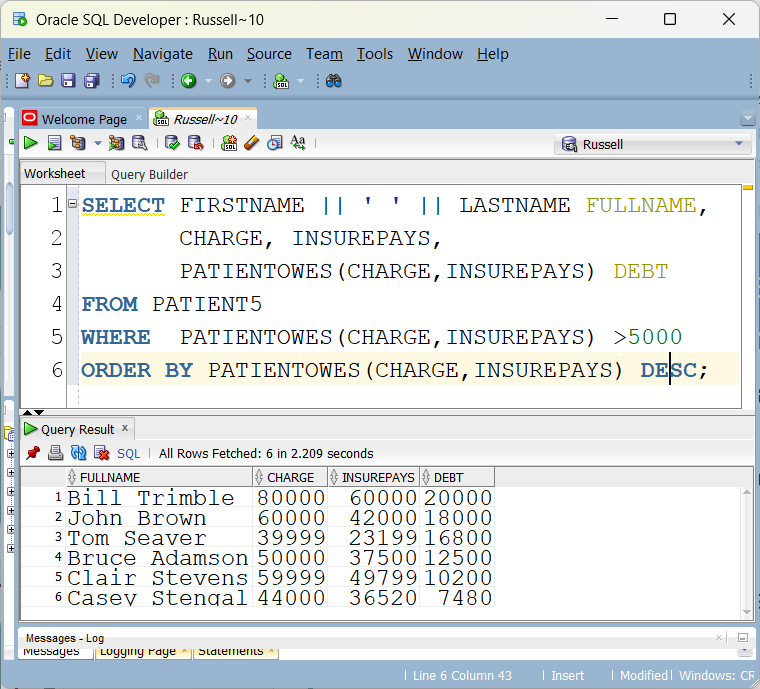 Oracle SQL Developer : Russell~10
File Edit View Navigate Run Source Team Tools Window Help
Welcome Page × Russell~10 ×
Russell
Worksheet Query Builder
1 SELECT FIRSTNAME || ' ' || LASTNAME FULLNAME,
2 CHARGE, INSUREPAYS,
3 PATIENTOWES(CHARGE,INSUREPAYS) DEBT
4 FROM PATIENT5
5 WHERE  PATIENTOWES(CHARGE,INSUREPAYS) >5000
6 ORDER BY PATIENTOWES(CHARGE,INSUREPAYS) DESC;
Query Result ×
SQL | All Rows Fetched: 6 in 2.209 seconds
FULLNAME CHARGE INSUREPAYS DEBT
1 Bill Trimble 80000 60000 20000
2 John Brown 60000 42000 18000
3 Tom Seaver 39999 23199 16800
4 Bruce Adamson 50000 37500 12500
5 Clair Stevens 59999 49799 10200
6 Casey Stengal 44000 36520 7480
Messages - Log
Messages Logging Page × Statements ×
| Line 6 Column 43 | Insert | Modified | Windows: CR